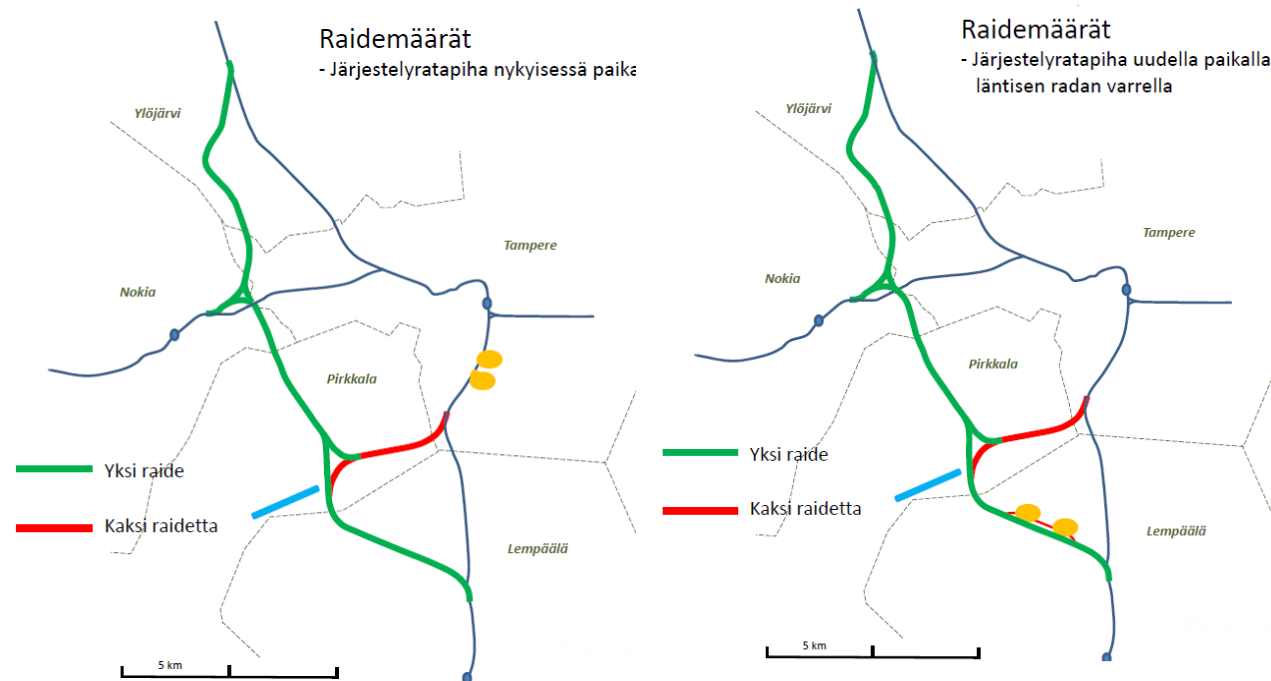 Raidemäärät
- Järjestelyratapiha nykyisessä paika
Ylöjärvi
Tampere
Nokia
Pirkkala
Yksi raide
Kaksi raidetta
Lempäälä
5 km
Raidemäärät
- Järjestelyratapiha uudella paikalla
läntisen radan varrella
Ylöjärvi
Tampere
Nokia
Pirkkala
Yksi raide
Kaksi raidetta
Lempäälä
5 km